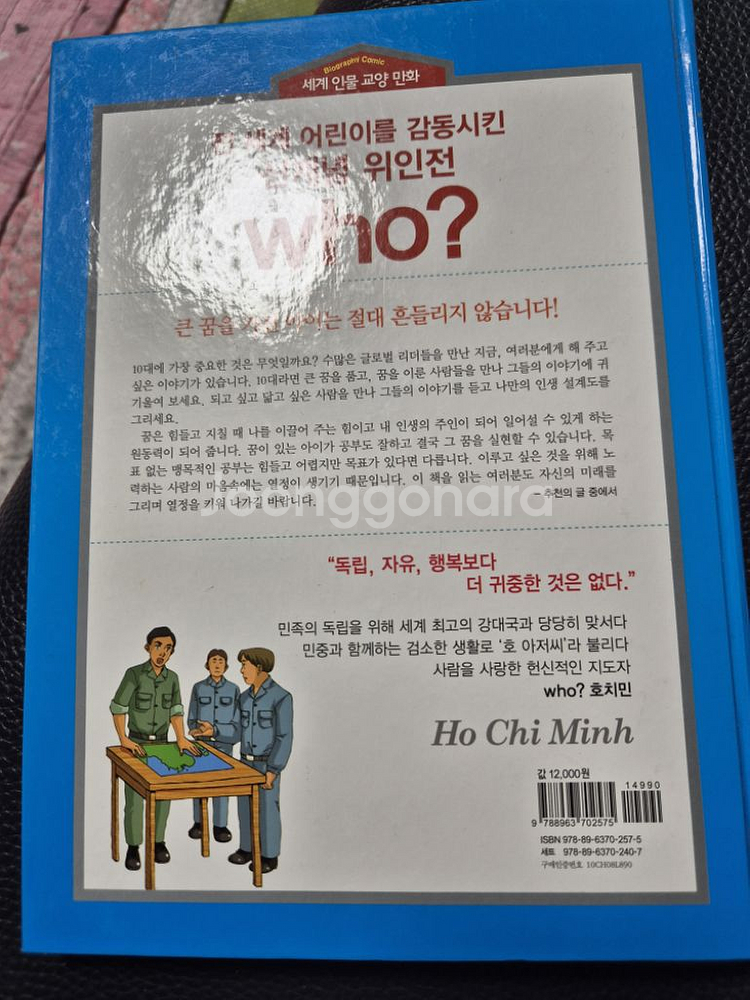 Biography Comic
세계 인물 교양 만화
세계 어린이를 감동시킨
위인전
who?
큰 꿈을 아이는 절대 흔들리지 않습니다!
10대에 가장 중요한 것은 무엇일까요? 수많은 글로벌 리더들을 만난 지금, 여러분에게 해 주고
싶은 이야기가 있습니다. 10대라면 큰 꿈을 품고, 꿈을 이룬 사람들을 만나 그들의 이야기에 귀
기울여 보세요. 되고 싶고 닮고 싶은 사람을 만나 그들의 이야기를 듣고 나만의 인생 설계도를
그리세요.
꿈은 힘들고 지칠 때 나를 이끌어 주는 힘이고 내 인생의 주인이 되어 일어설 수 있게 하는
원동력이 되어 줍니다. 꿈이 있는 아이가 공부도 잘하고 결국 그 꿈을 실현할 수 있습니다. 목
표 없는 맹목적인 공부는 힘들고 어렵지만 목표가 있다면 다릅니다. 이루고 싶은 것을 위해 노
력하는 사람의 마음속에는 열정이 생기기 때문입니다. 이 책을 읽는 여러분도 자신의 미래를
그리며 열정을 키워 나가길 바랍니다.
– 추천의 글 중에서
joonggonara
“독립, 자유, 행복보다
더 귀중한 것은 없다.”
민족의 독립을 위해 세계 최고의 강대국과 당당히 맞서다
민중과 함께하는 검소한 생활로 ‘호 아저씨’라 불리다
사람을 사랑한 헌신적인 지도자
who? 호치민
Ho Chi Minh
값 12,000원
14990
9 788963 702575
ISBN 978-89-6370-257-5
세트 978-89-6370-240-7
구매인증번호 10CH08L890